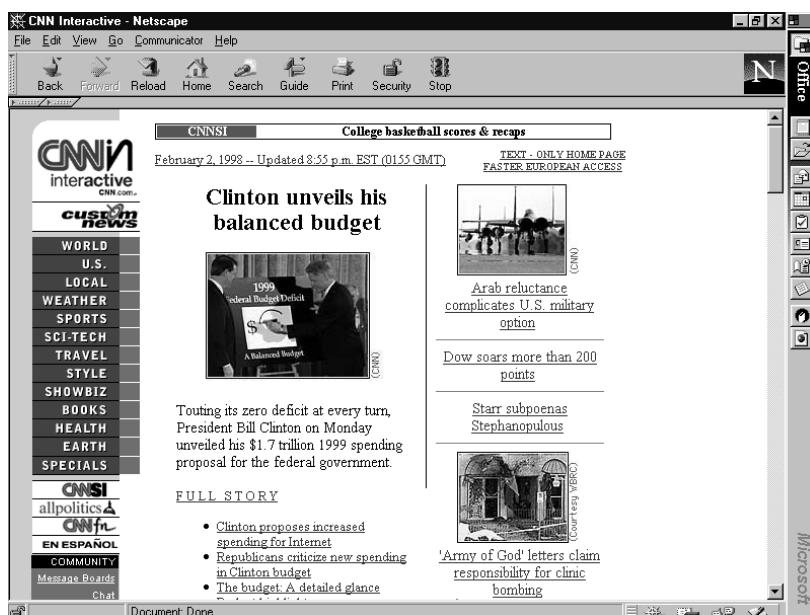 CNN Interactive - Netscape
File Edit View Go Communicator Help
Back Forward Reload Home Search Guide Print Security Stop
N
Office
CNNin
interactive
CNN.com
custom
news
WORLD
U.S.
LOCAL
WEATHER
SPORTS
SCI-TECH
TRAVEL
STYLE
SHOWBIZ
BOOKS
HEALTH
EARTH
SPECIALS
CNNSI
allpolitics
CNNfn
EN ESPAÑOL
COMMUNITY
Message Boards
Chat
CNNSI College basketball scores & recaps
February 2, 1998 -- Updated 8:55 p.m. EST (0155 GMT)
TEXT - ONLY HOME PAGE
FASTER EUROPEAN ACCESS
Clinton unveils his
balanced budget
1999
Federal Budget Deficit
$
A Balanced Budget
(CNN)
Touting its zero deficit at every turn,
President Bill Clinton on Monday
unveiled his $1.7 trillion 1999 spending
proposal for the federal government.
FULL STORY
• Clinton proposes increased
spending for Internet
• Republicans criticize new spending
in Clinton budget
• The budget: A detailed glance
(CNN)
Arab reluctance
complicates U.S. military
option
Dow soars more than 200
points
Starr subpoenas
Stephanopulous
(Courtesy WBRC)
'Army of God' letters claim
responsibility for clinic
bombing
Microsoft
Document: Done